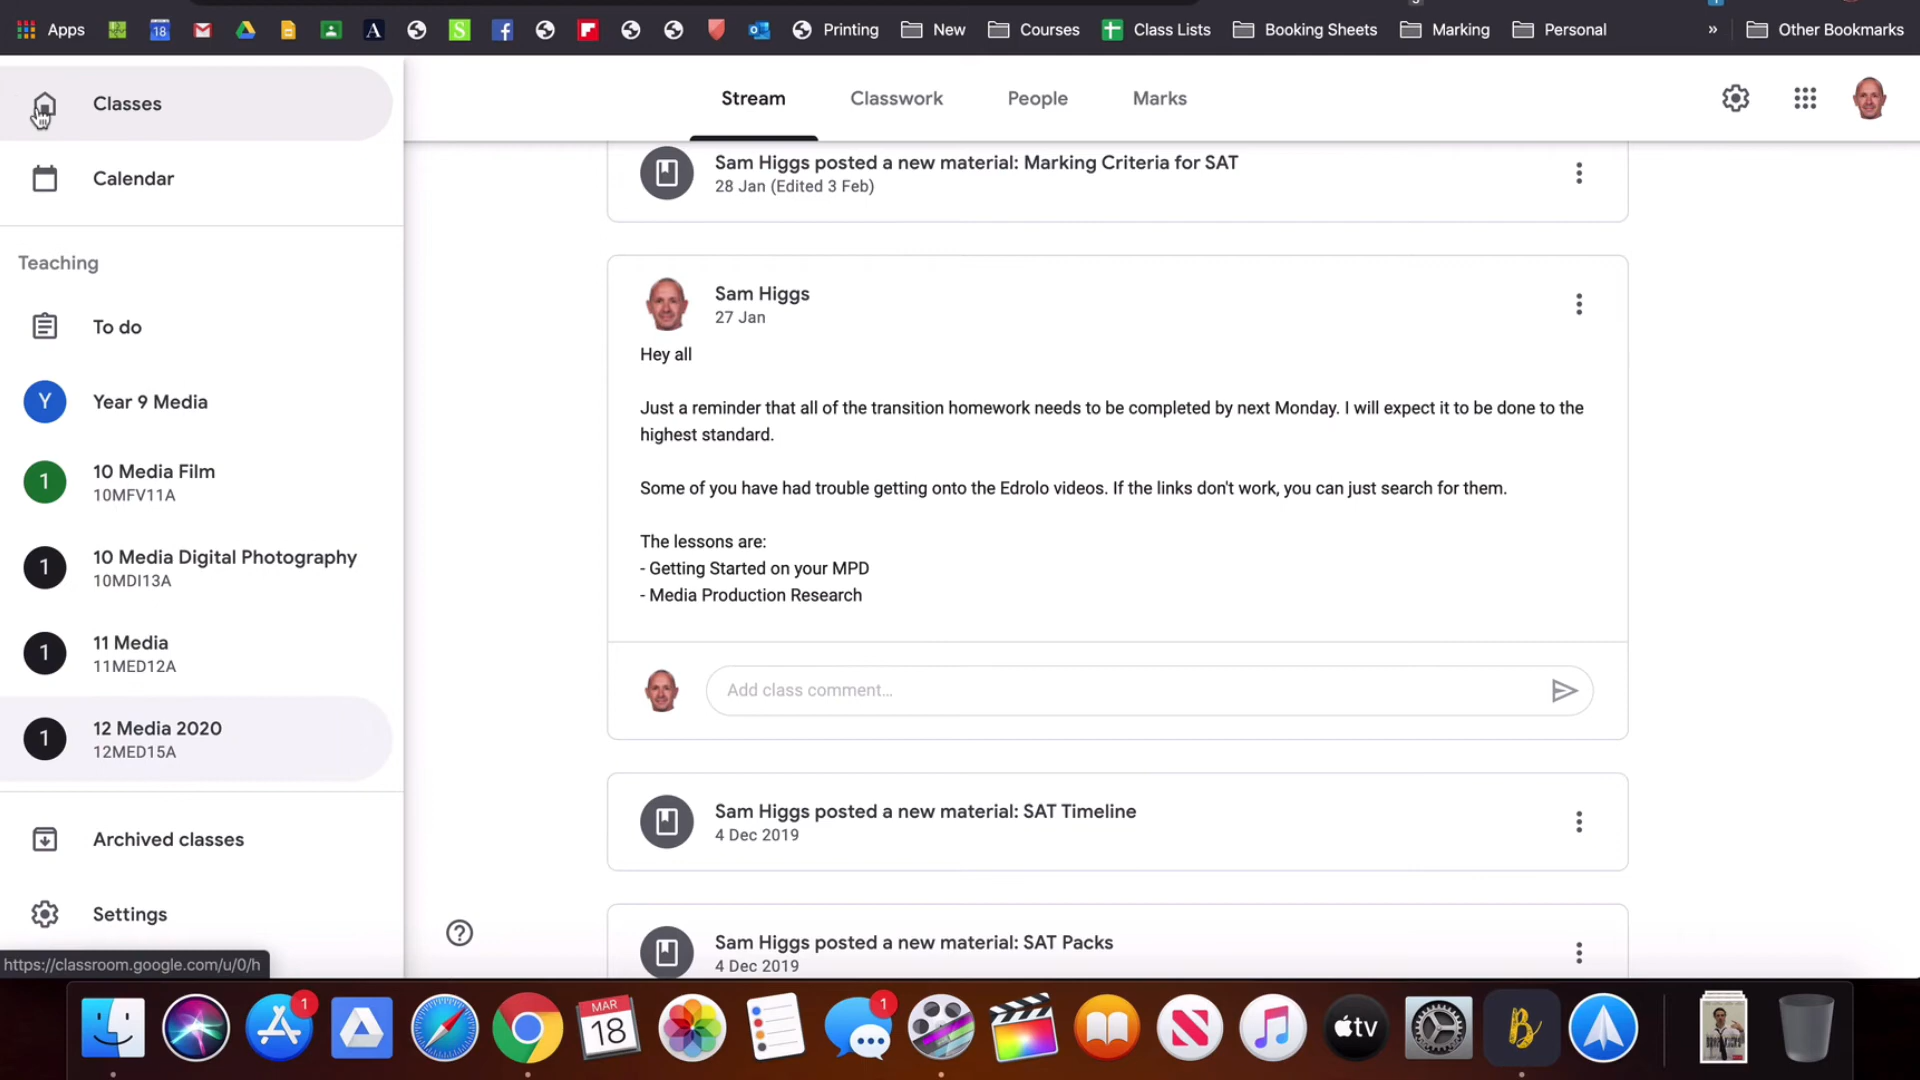 Apps
18
A
S
Printing
New
Courses
Class Lists
Booking Sheets
Marking
Personal
»
Other Bookmarks
Classes
Stream
Classwork
People
Marks
Calendar
Teaching
To do
Y
Year 9 Media
1
10 Media Film
10MFV11A
1
10 Media Digital Photography
10MDI13A
1
11 Media
11MED12A
1
12 Media 2020
12MED15A
Archived classes
Settings
https://classroom.google.com/u/0/h
Sam Higgs posted a new material: Marking Criteria for SAT
28 Jan (Edited 3 Feb)
Sam Higgs
27 Jan
Hey all
Just a reminder that all of the transition homework needs to be completed by next Monday. I will expect it to be done to the
highest standard.
Some of you have had trouble getting onto the Edrolo videos. If the links don't work, you can just search for them.
The lessons are:
- Getting Started on your MPD
- Media Production Research
Add class comment...
Sam Higgs posted a new material: SAT Timeline
4 Dec 2019
Sam Higgs posted a new material: SAT Packs
4 Dec 2019
1
MAR
18
1
tv